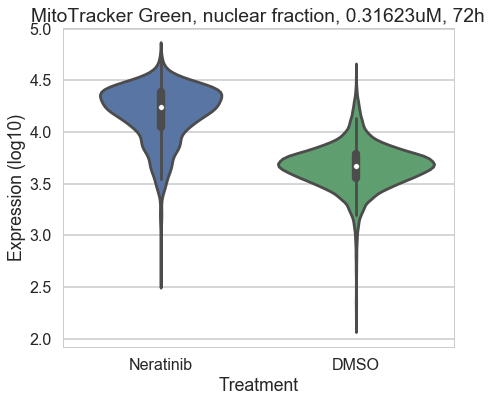 MitoTracker Green, nuclear fraction, 0.31623uM, 72h
5.0
4.5
4.0
3.5
3.0
2.5
2.0
Expression (log10)
Neratinib DMSO
Treatment